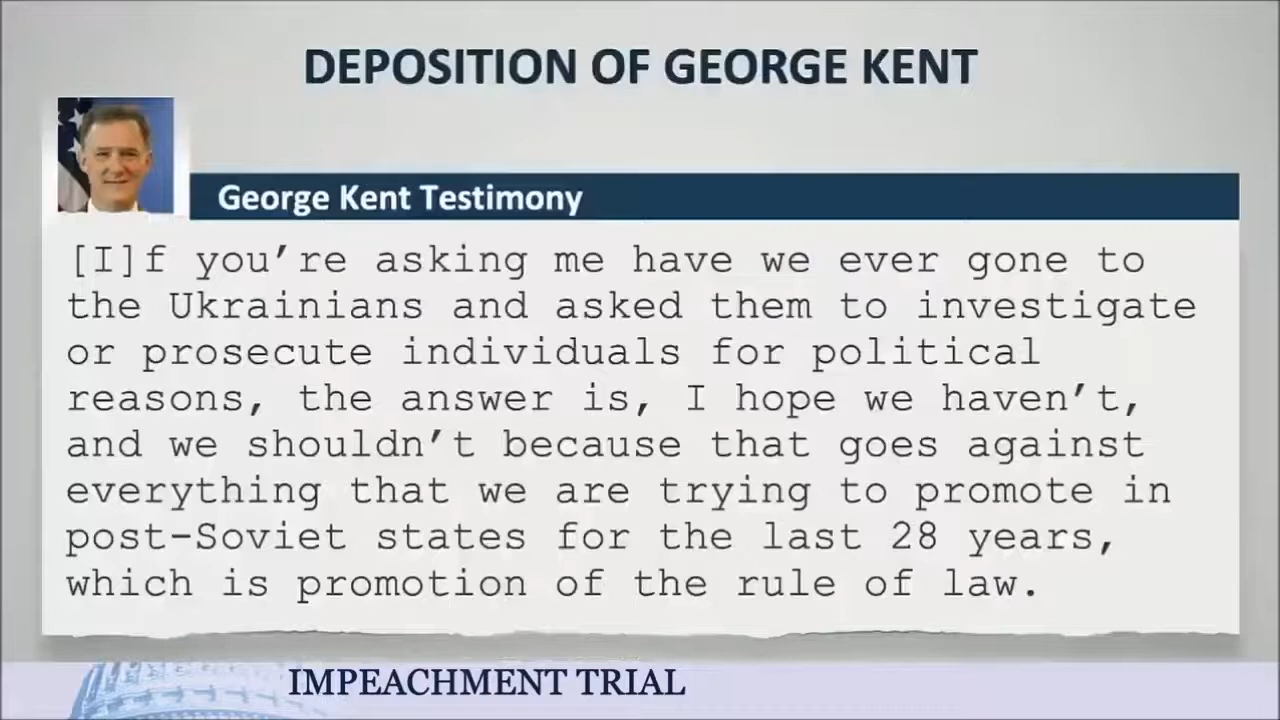 DEPOSITION OF GEORGE KENT
George Kent Testimony
[I]f you’re asking me have we ever gone to
the Ukrainians and asked them to investigate
or prosecute individuals for political
reasons, the answer is, I hope we haven’t,
and we shouldn’t because that goes against
everything that we are trying to promote in
post-Soviet states for the last 28 years,
which is promotion of the rule of law.
IMPEACHMENT TRIAL